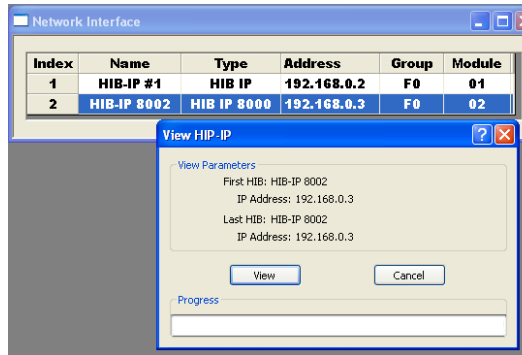 Network Interface
Index Name Type Address Group Module
1 HIB-IP #1 HIB IP 192.168.0.2 F0 01
2 HIB-IP 8002 HIB IP 8000 192.168.0.3 F0 02
View HIP-IP
View Parameters
First HIB: HIB-IP 8002
IP Address: 192.168.0.3
Last HIB: HIB-IP 8002
IP Address: 192.168.0.3
View Cancel
Progress